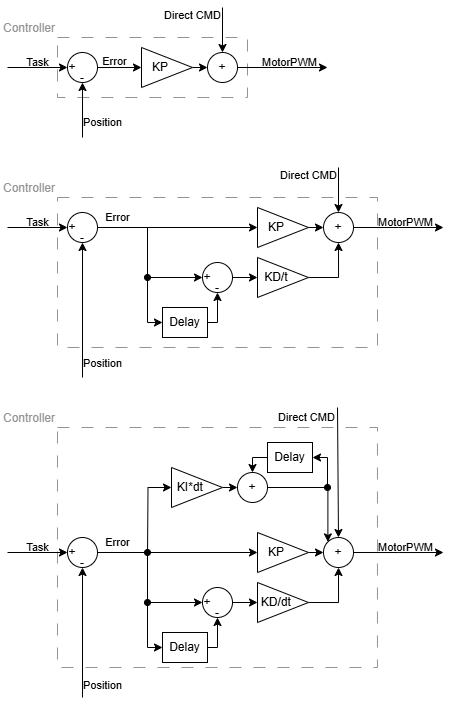 Direct CMD
Controller
Task
+
-
Error
KP
+
MotorPWM
Position
Direct CMD
Controller
Task
+
-
Error
KP
+
MotorPWM
+
-
KD/t
Delay
Position
Direct CMD
Controller
Delay
KI*dt
+
Task
+
-
Error
KP
+
MotorPWM
+
-
KD/dt
Delay
Position